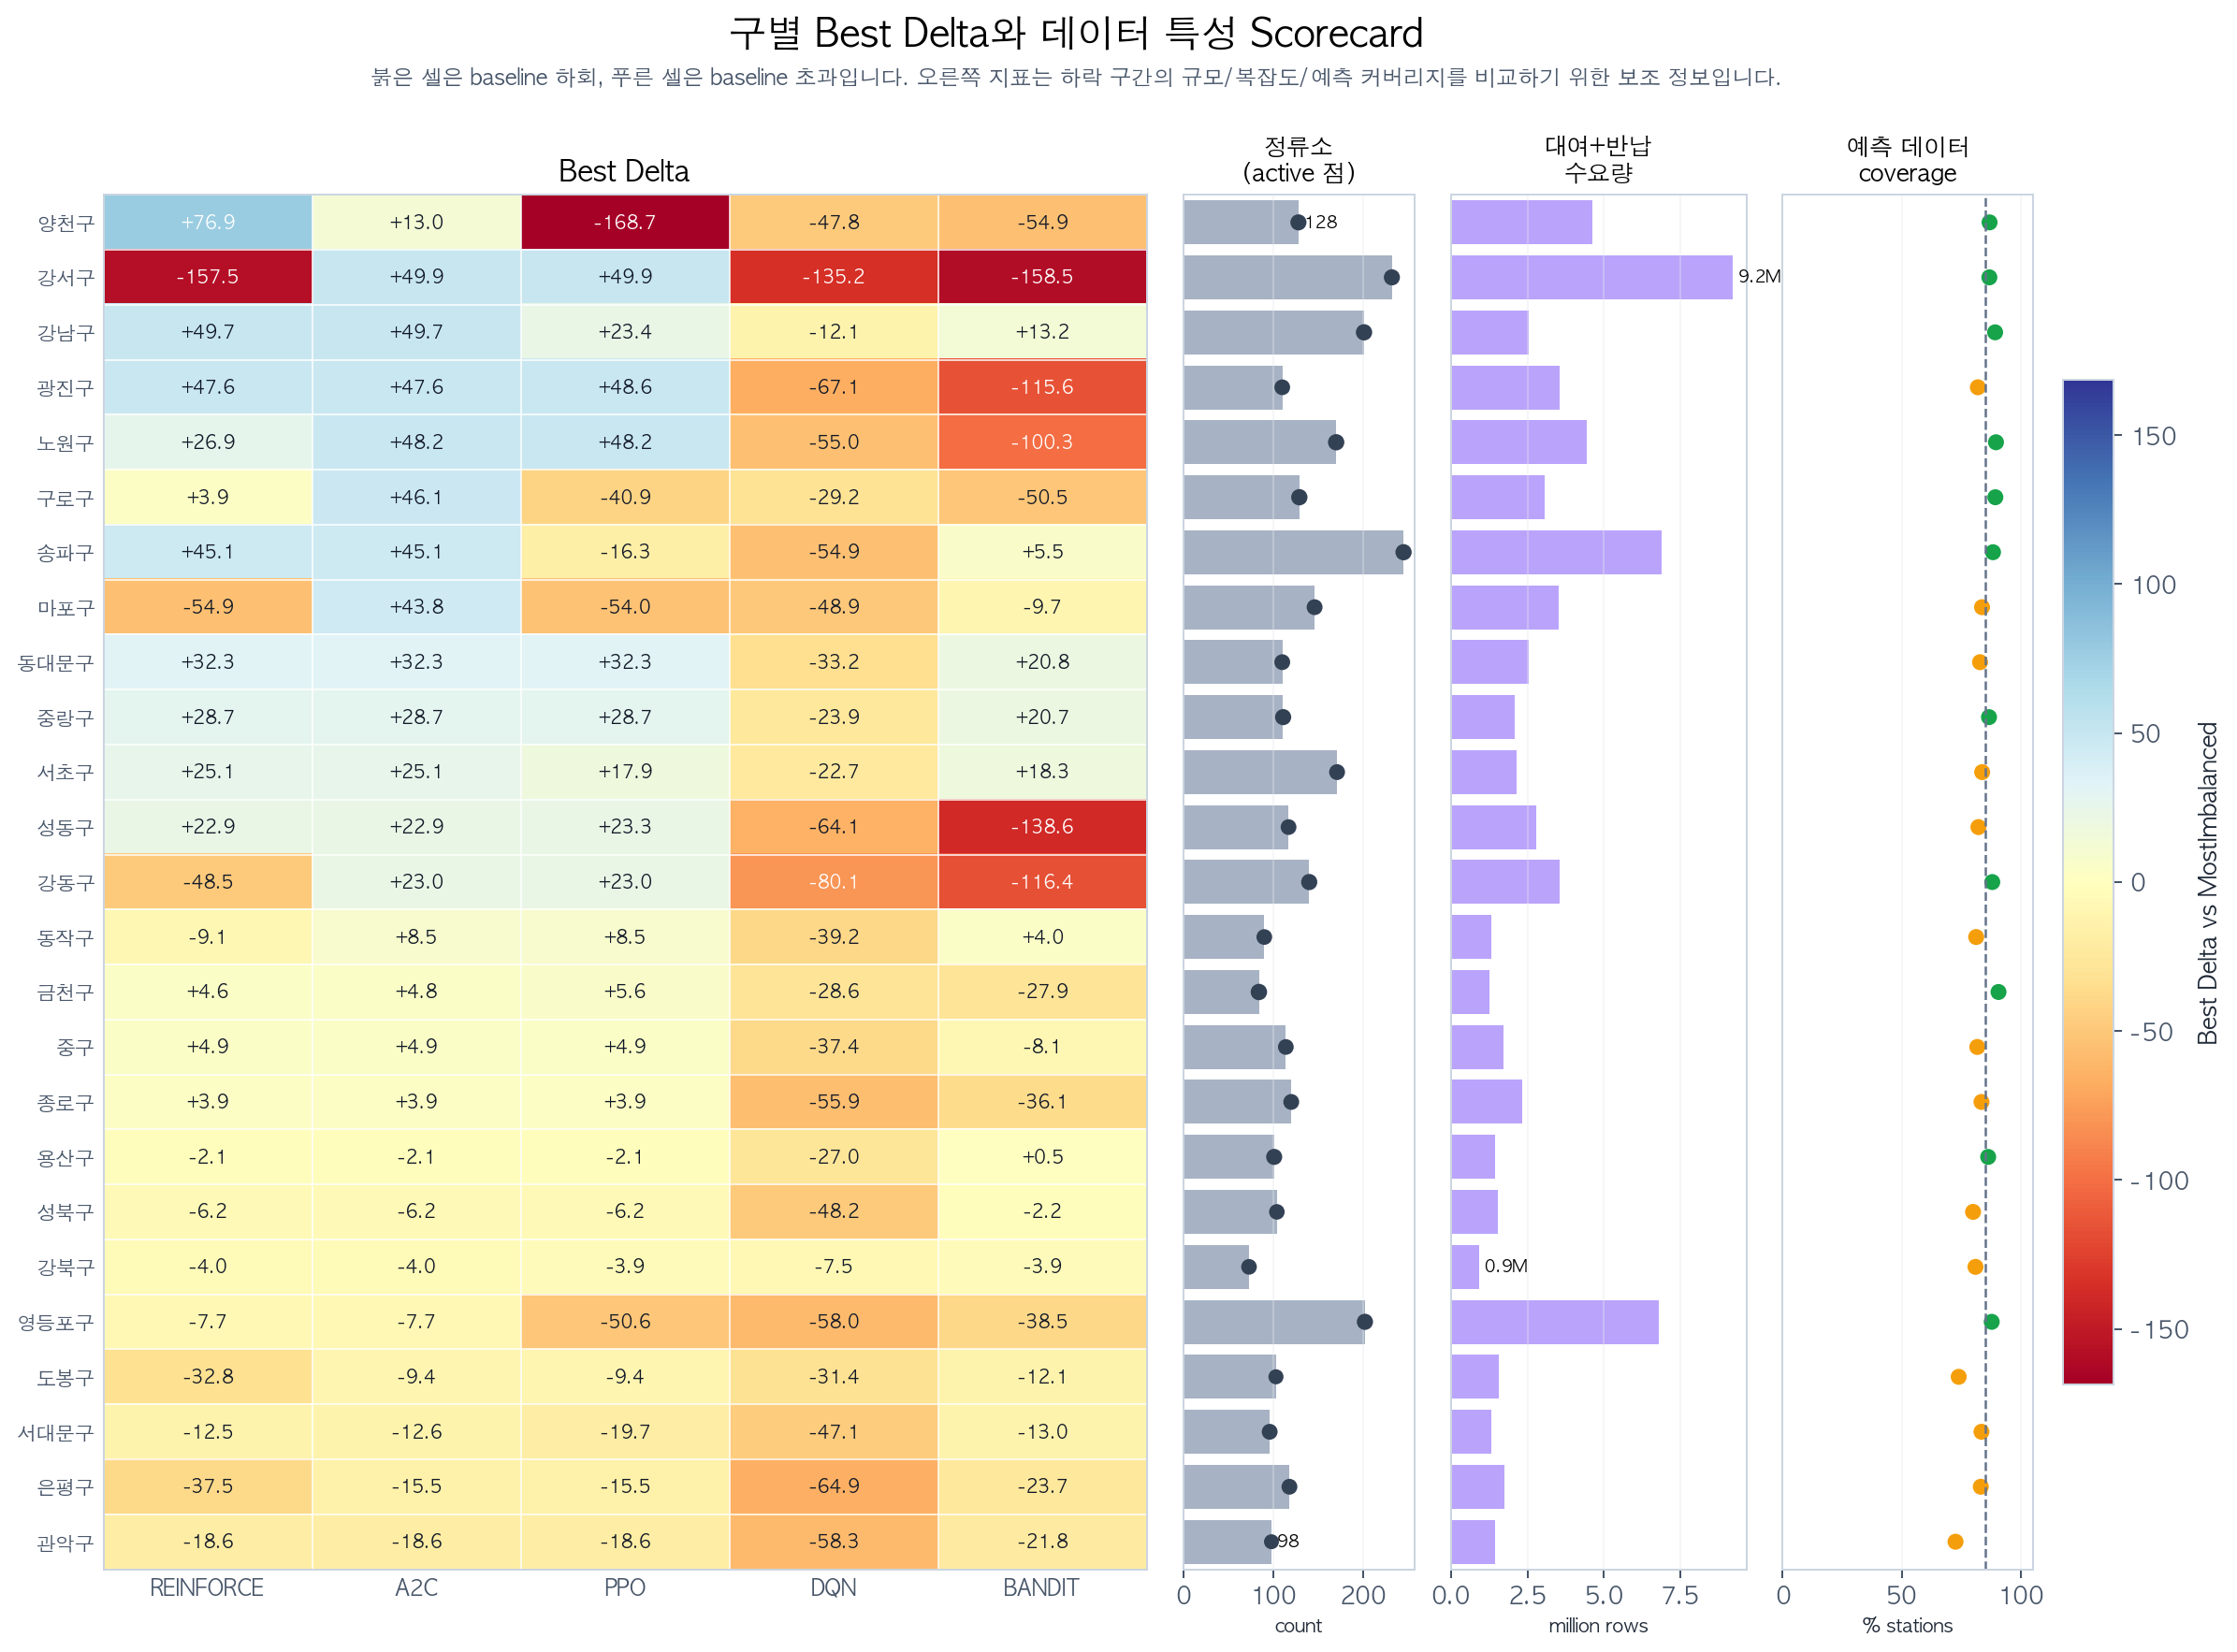 구별 Best Delta와 데이터 특성 Scorecard
붉은 셀은 baseline 하회, 푸른 셀은 baseline 초과입니다. 오른쪽 지표는 하락 구간의 규모/복잡도/예측 커버리지를 비교하기 위한 보조 정보입니다.
Best Delta
정류소
(active 점)
대여+반납
수요량
예측 데이터
coverage
양천구 +76.9 +13.0 -168.7 -47.8 -54.9 128
강서구 -157.5 +49.9 +49.9 -135.2 -158.5 9.2M
강남구 +49.7 +49.7 +23.4 -12.1 +13.2
광진구 +47.6 +47.6 +48.6 -67.1 -115.6
노원구 +26.9 +48.2 +48.2 -55.0 -100.3
구로구 +3.9 +46.1 -40.9 -29.2 -50.5
송파구 +45.1 +45.1 -16.3 -54.9 +5.5
마포구 -54.9 +43.8 -54.0 -48.9 -9.7
동대문구 +32.3 +32.3 +32.3 -33.2 +20.8
중랑구 +28.7 +28.7 +28.7 -23.9 +20.7
서초구 +25.1 +25.1 +17.9 -22.7 +18.3
성동구 +22.9 +22.9 +23.3 -64.1 -138.6
강동구 -48.5 +23.0 +23.0 -80.1 -116.4
동작구 -9.1 +8.5 +8.5 -39.2 +4.0
금천구 +4.6 +4.8 +5.6 -28.6 -27.9
중구 +4.9 +4.9 +4.9 -37.4 -8.1
종로구 +3.9 +3.9 +3.9 -55.9 -36.1
용산구 -2.1 -2.1 -2.1 -27.0 +0.5
성북구 -6.2 -6.2 -6.2 -48.2 -2.2
강북구 -4.0 -4.0 -3.9 -7.5 -3.9 0.9M
영등포구 -7.7 -7.7 -50.6 -58.0 -38.5
도봉구 -32.8 -9.4 -9.4 -31.4 -12.1
서대문구 -12.5 -12.6 -19.7 -47.1 -13.0
은평구 -37.5 -15.5 -15.5 -64.9 -23.7
관악구 -18.6 -18.6 -18.6 -58.3 -21.8 98
REINFORCE A2C PPO DQN BANDIT
0 100 200
count
0.0 2.5 5.0 7.5
million rows
0 50 100
% stations
150
100
50
0
-50
-100
-150
Best Delta vs MostImbalanced